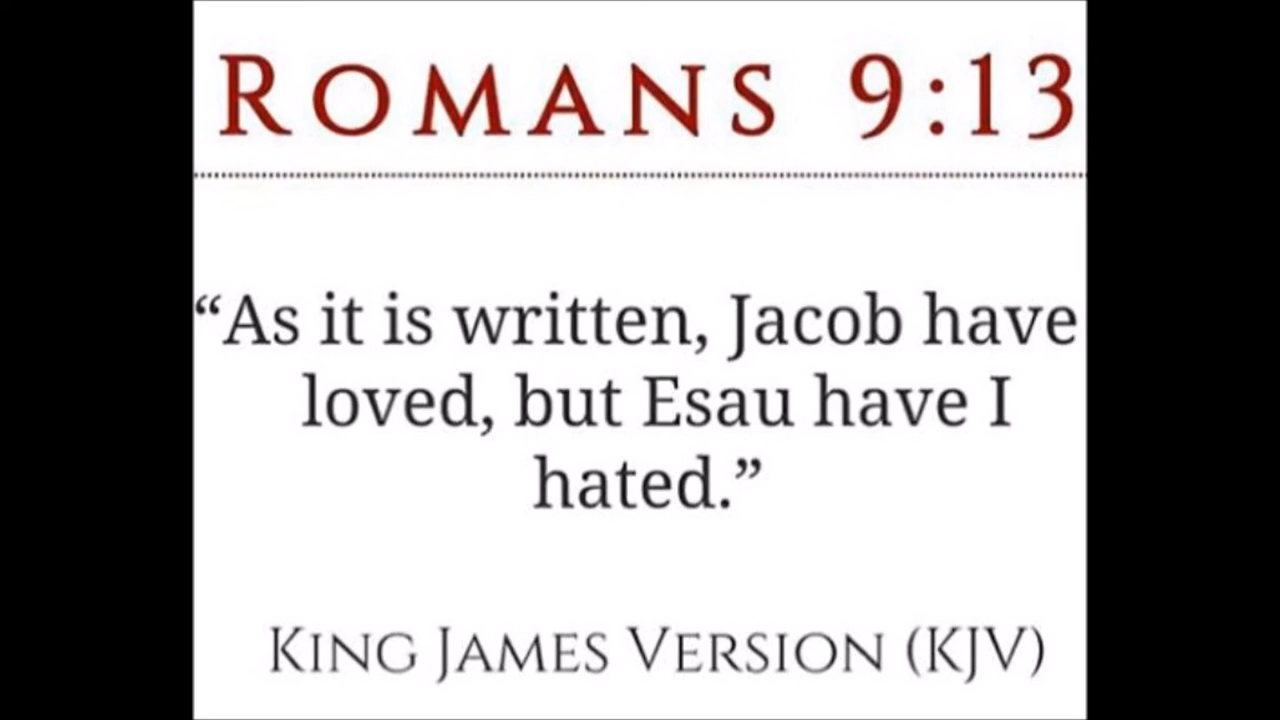 ROMANS 9:13
“As it is written, Jacob have
loved, but Esau have I
hated.”
KING JAMES VERSION (KJV)